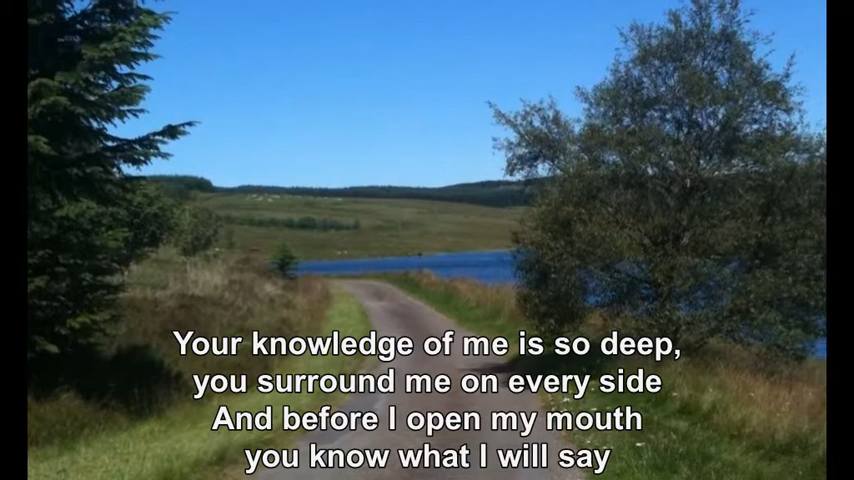 Your knowledge of me is so deep,
you surround me on every side
And before I open my mouth
you know what I will say